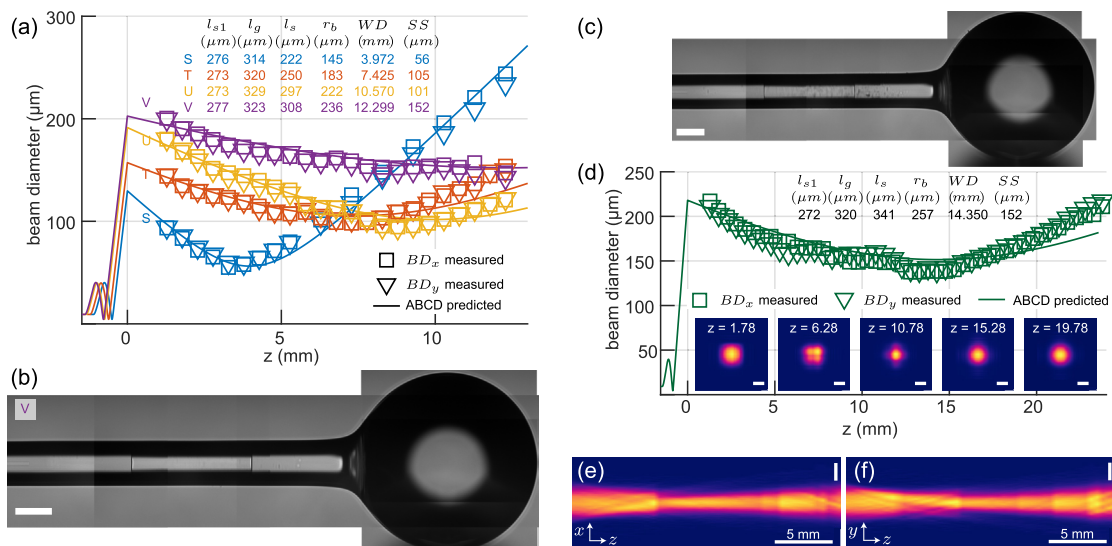 (a)
l_s1 l_g l_s r_b WD SS
(μm) (μm) (μm) (μm) (mm) (μm)
S 276 314 222 145 3.972 56
T 273 320 250 183 7.425 105
U 273 329 297 222 10.570 101
V 277 323 308 236 12.299 152
300
200
100
beam diameter (μm)
V
U
T
S
BD_x measured
BD_y measured
ABCD predicted
0 5 10
z (mm)
(b)
V
(c)
(d)
l_s1 l_g l_s r_b WD SS
(μm) (μm) (μm) (μm) (mm) (μm)
272 320 341 257 14.350 152
250
200
150
100
50
beam diameter (μm)
BD_x measured BD_y measured ABCD predicted
z = 1.78 z = 6.28 z = 10.78 z = 15.28 z = 19.78
0 5 10 15 20
z (mm)
(e)
x
z
5 mm
(f)
y
z
5 mm